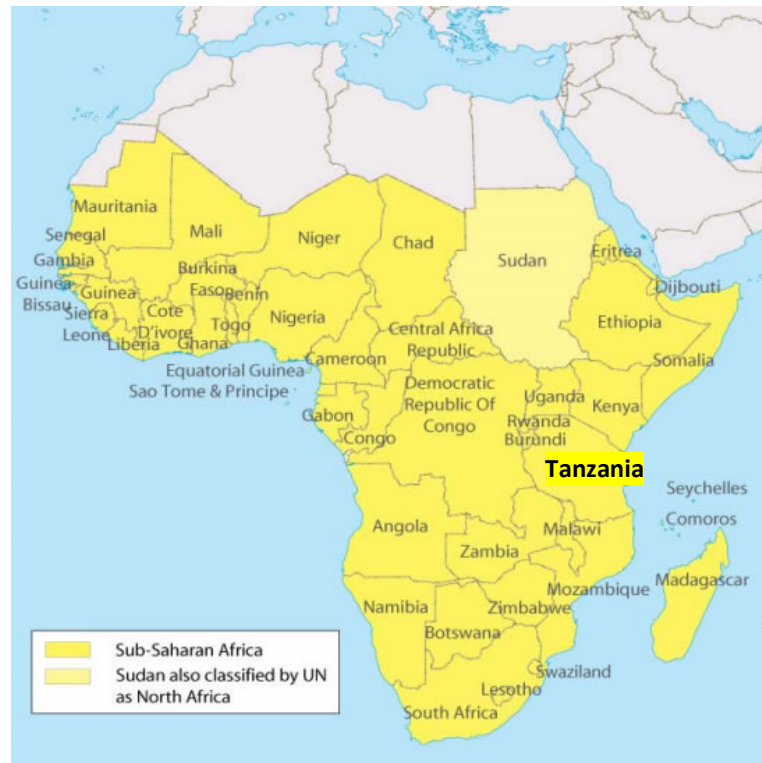 Mauritania
Mali
Niger
Chad
Sudan
Eritrea
Senegal
Gambia
Guinea
Bissau
Guinea
Sierra
Leone
Liberia
Cote
D'ivore
Burkina
Faso
Ghana
Togo
Benin
Nigeria
Cameroon
Central Africa
Republic
Djibouti
Ethiopia
Somalia
Equatorial Guinea
Sao Tome & Principe
Gabon
Congo
Democratic
Republic Of
Congo
Uganda
Kenya
Rwanda
Burundi
Tanzania
Seychelles
Comoros
Angola
Zambia
Malawi
Mozambique
Madagascar
Namibia
Zimbabwe
Botswana
Swaziland
Lesotho
South Africa
Sub-Saharan Africa
Sudan also classified by UN
as North Africa